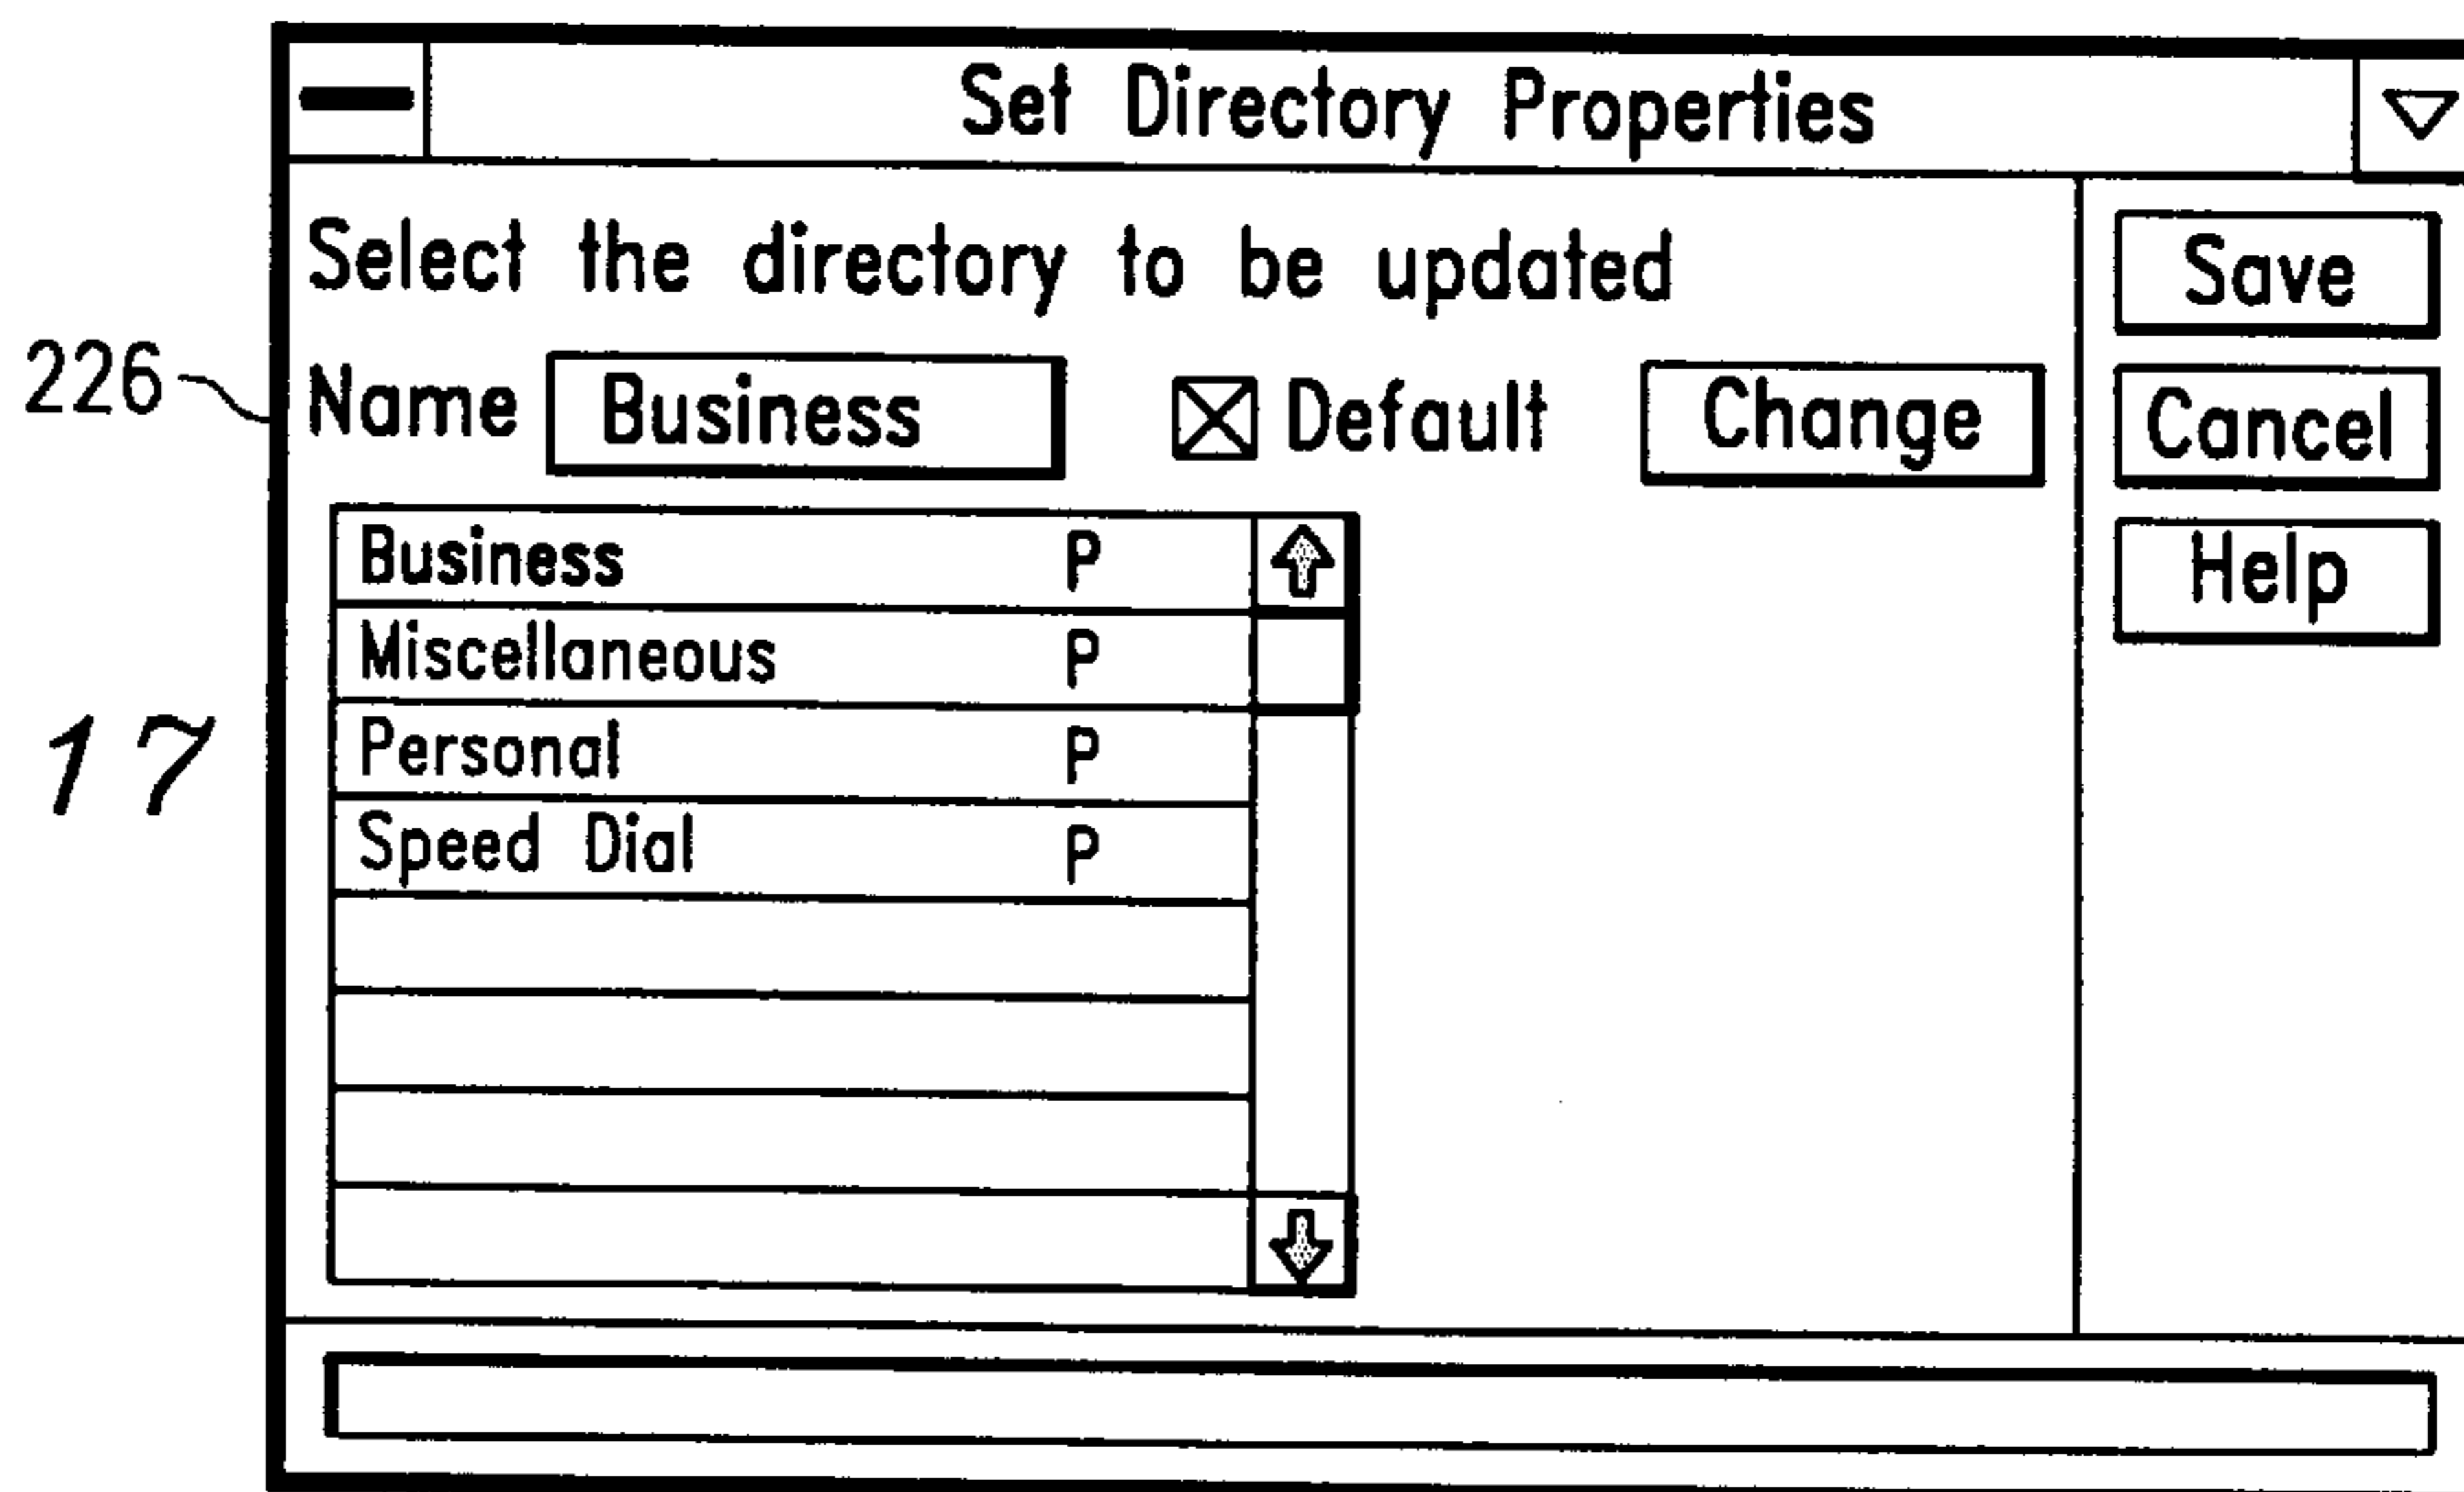 Set Directory Properties
Select the directory to be updated
Save
226
Name Business Default Change
Cancel
Business P
Help
Miscellaneous P
17
Personal P
Speed Dial P